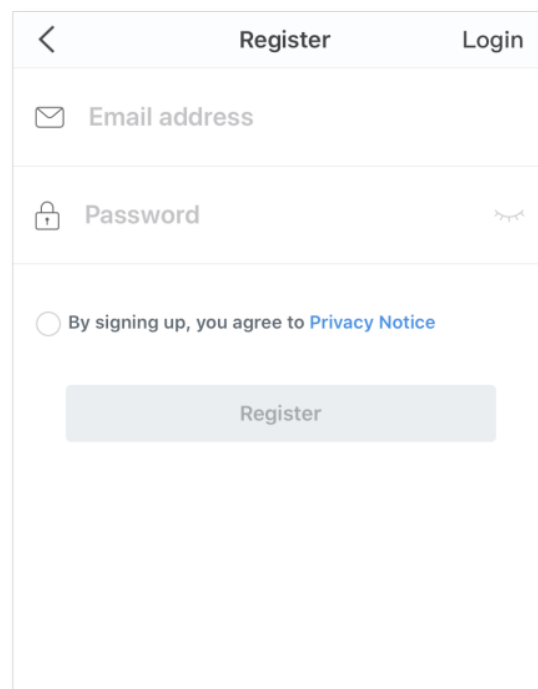 Register Login
Email address
Password
By signing up, you agree to Privacy Notice
Register